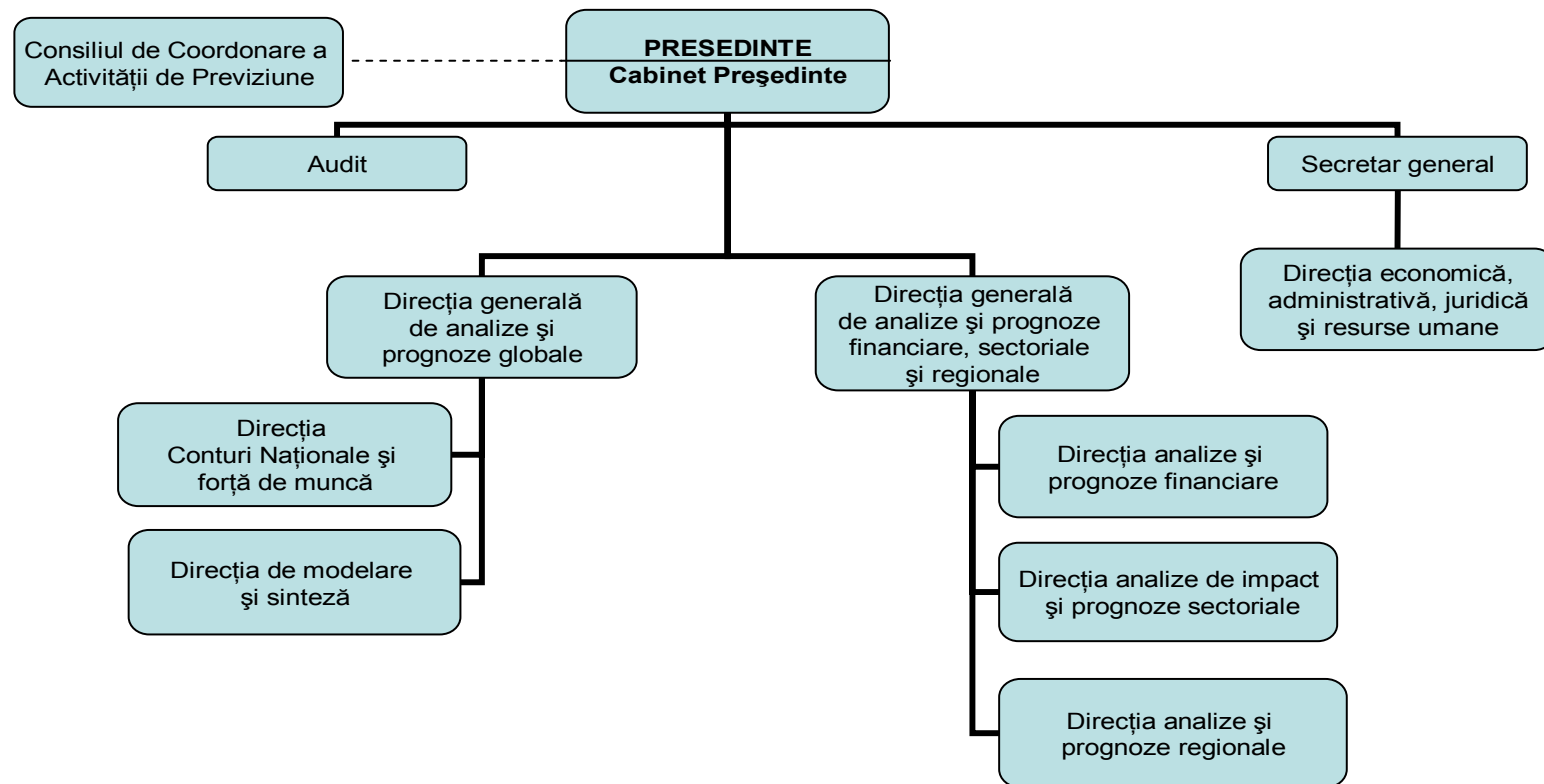 Consiliul de Coordonare a
Activității de Previziune
PRESEDINTE
Cabinet Preşedinte
Audit
Secretar general
Direcția economică,
administrativă, juridică
şi resurse umane
Direcția generală
de analize şi
prognoze globale
Direcția generală
de analize şi prognoze
financiare, sectoriale
şi regionale
Direcția
Conturi Naționale şi
forță de muncă
Direcția de modelare
şi sinteză
Direcția analize şi
prognoze financiare
Direcția analize de impact
şi prognoze sectoriale
Direcția analize şi
prognoze regionale